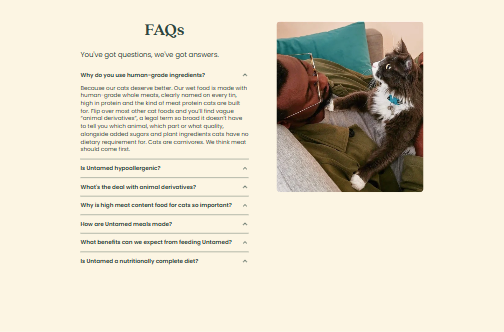 FAQs
You've got questions, we've got answers.
Why do you use human-grade ingredients?
Because our cats deserve better. Our wet food is made with
human-grade whole meats, clearly named on every tin,
high in protein and the kind of meat protein cats are built
for. Flip over most other cat foods and you'll find vague
"animal derivatives", a legal term so broad it doesn't have
to tell you which animal, which part or what quality,
alongside added sugars and plant ingredients cats have no
dietary requirement for. Cats are carnivores. We think meat
should come first.
Is Untamed hypoallergenic?
What's the deal with animal derivatives?
Why is high meat content food for cats so important?
How are Untamed meals made?
What benefits can we expect from feeding Untamed?
Is Untamed a nutritionally complete diet?